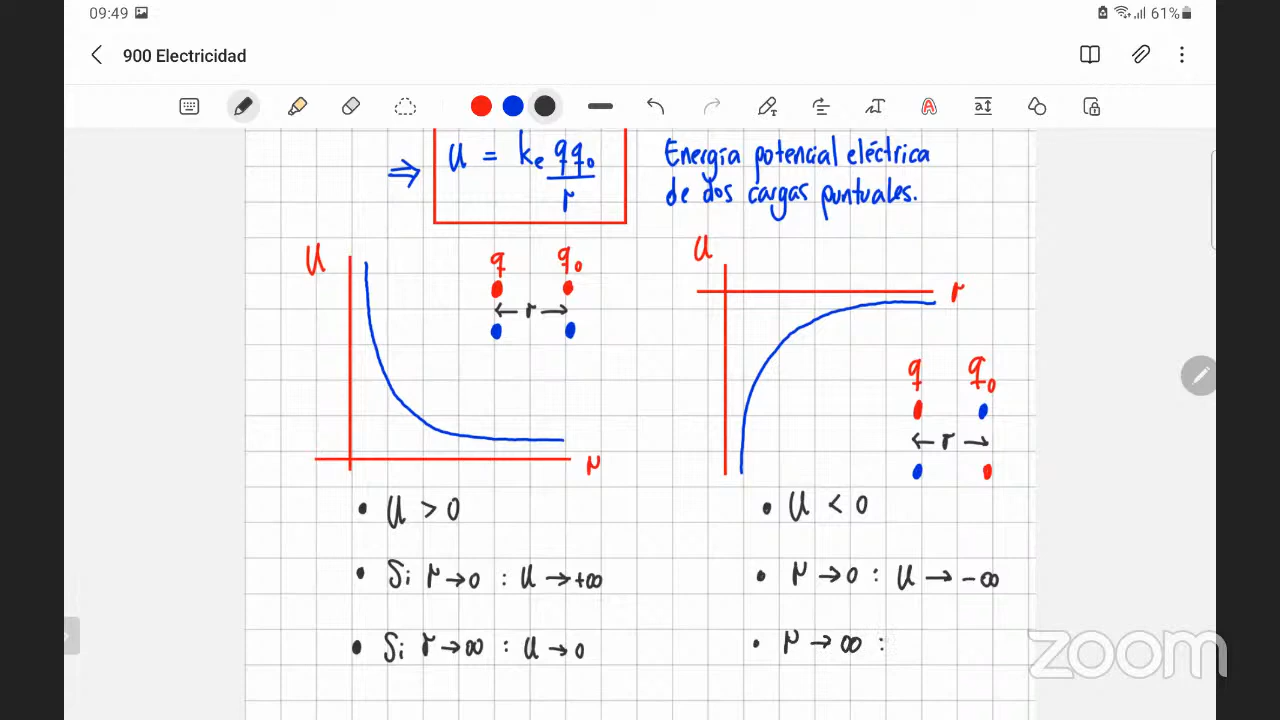 09:49
61%
900 Electricidad
⇒ U = ke qq₀/r
Energía potencial eléctrica
de dos cargas puntuales.
U
q q₀
← r →
r
• U > 0
• Si r → 0 : U → +∞
• Si r → ∞ : U → 0
U
r
q q₀
← r →
• U < 0
• r → 0 : U → -∞
• r → ∞ :
zoom